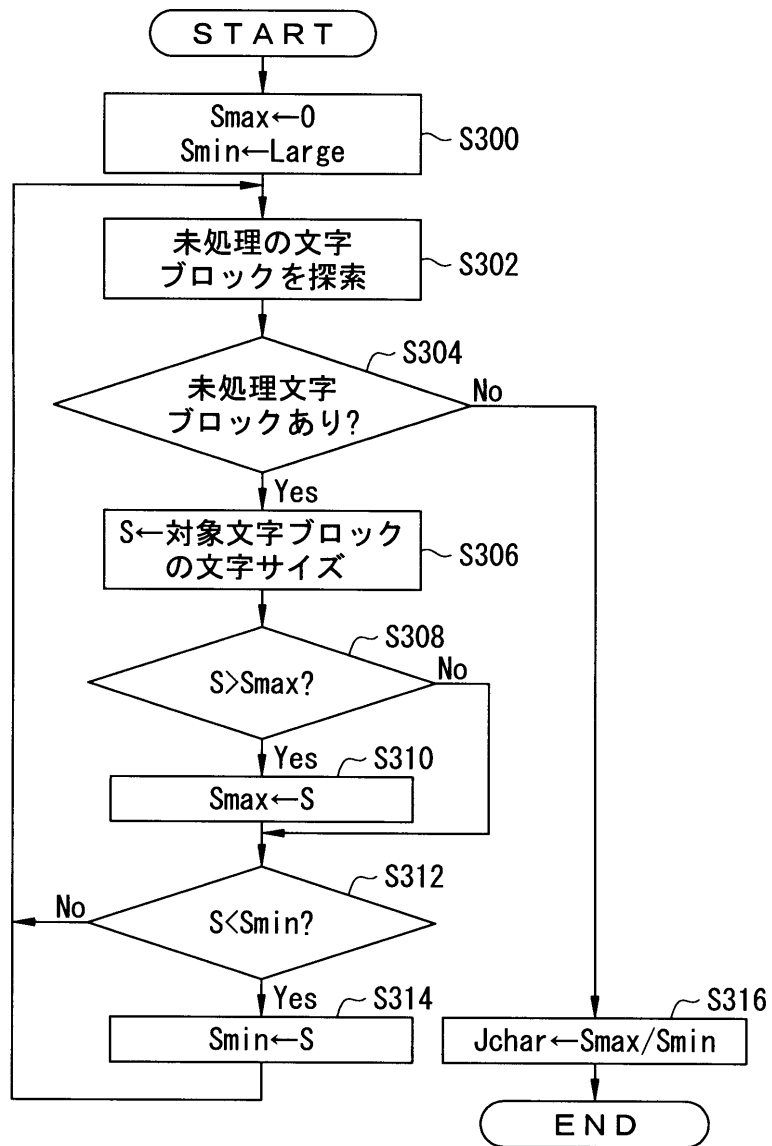 START
Smax←0
Smin←Large
S300
未処理の文字
ブロックを探索
S302
S304
未処理文字
ブロックあり?
No
Yes
S←対象文字ブロック
の文字サイズ
S306
S308
S>Smax?
No
Yes
S310
Smax←S
S312
S<Smin?
No
Yes
S314
Smin←S
S316
Jchar←Smax/Smin
END